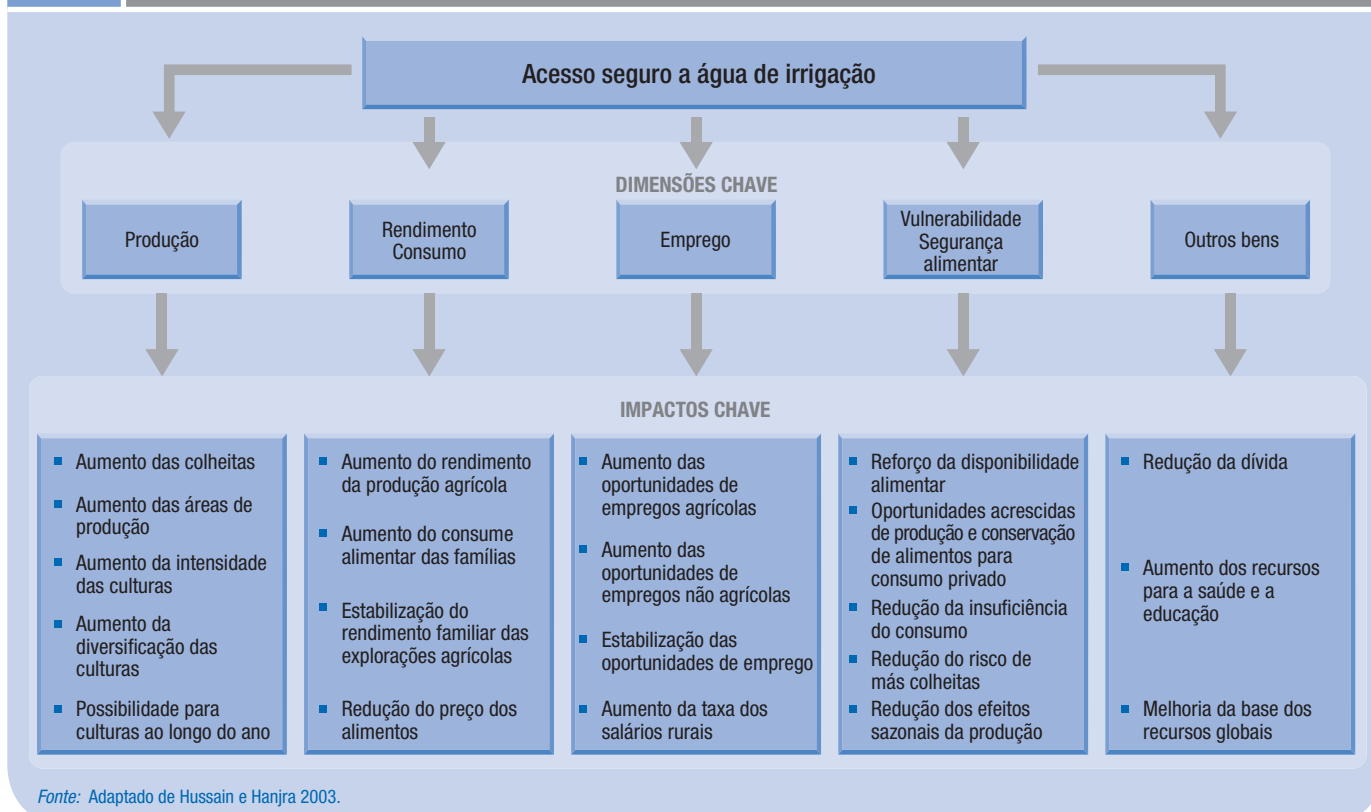 Acesso seguro a água de irrigação
DIMENSÕES CHAVE
Produção
Rendimento
Consumo
Emprego
Vulnerabilidade
Segurança
alimentar
Outros bens
IMPACTOS CHAVE
Aumento das colheitas
Aumento das áreas de
produção
Aumento da intensidade
das culturas
Aumento da
diversificação das
culturas
Possibilidade para
culturas ao longo do ano
Aumento do rendimento
da produção agrícola
Aumento do consume
alimentar das famílias
Estabilização do
rendimento familiar das
explorações agrícolas
Redução do preço dos
alimentos
Aumento das
oportunidades de
empregos agrícolas
Aumento das
oportunidades de
empregos não agrícolas
Estabilização das
oportunidades de emprego
Aumento da taxa dos
salários rurais
Reforço da disponibilidade
alimentar
Oportunidades acrescidas
de produção e conservação
de alimentos para
consumo privado
Redução da insuficiência
do consumo
Redução do risco de
más colheitas
Redução dos efeitos
sazonais da produção
Redução da dívida
Aumento dos recursos
para a saúde e a
educação
Melhoria da base dos
recursos globais
Fonte: Adaptado de Hussain e Hanjra 2003.